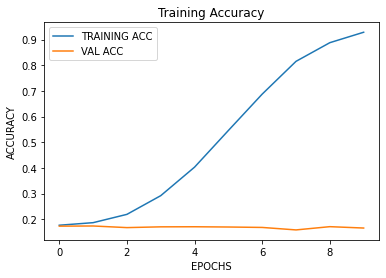 Training Accuracy
TRAINING ACC
VAL ACC
0.9
0.8
0.7
0.6
0.5
0.4
0.3
0.2
ACCURACY
0 2 4 6 8
EPOCHS